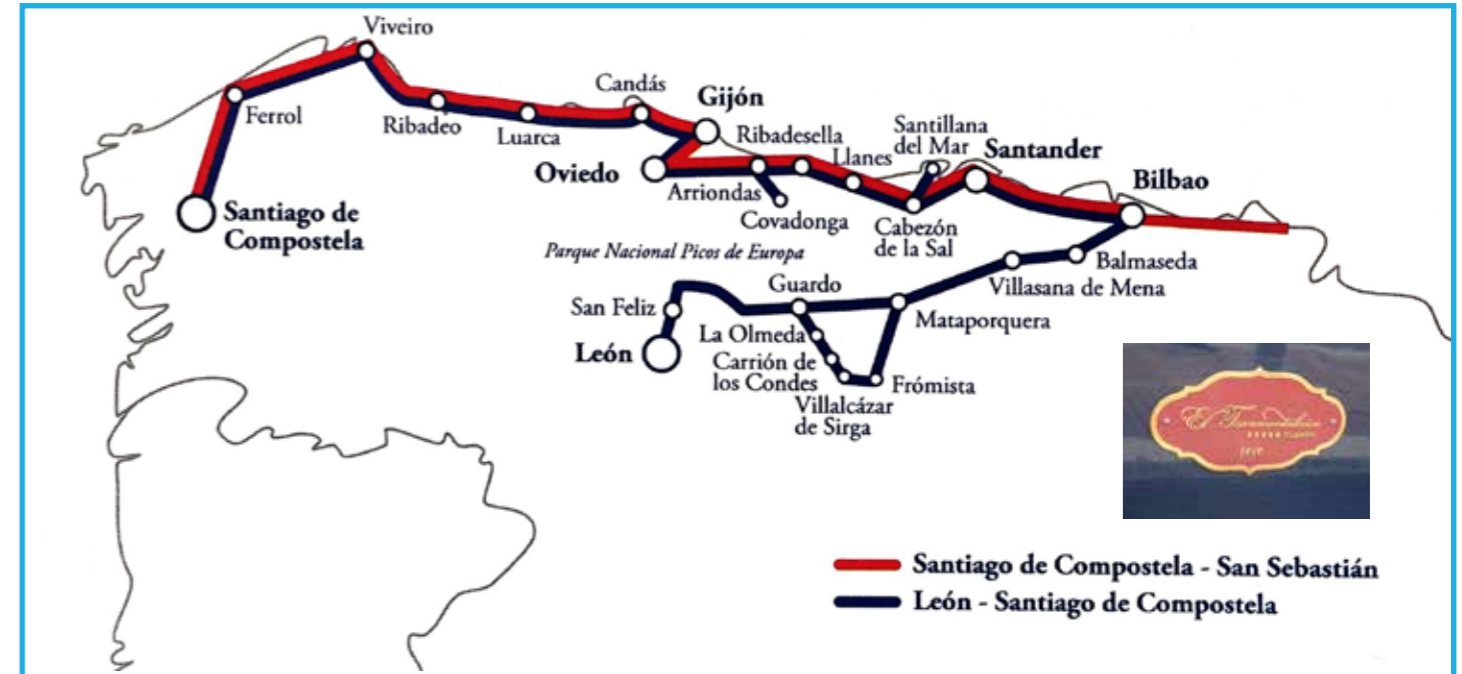 Viveiro
Candás
Gijón
Ferrol
Ribadeo
Luarca
Ribadesella
Santillana
del Mar
Santander
Llanes
Oviedo
Arriondas
Bilbao
Covadonga
Cabezón
de la Sal
Santiago de
Compostela
Parque Nacional Picos de Europa
Balmaseda
Villasana de Mena
Guardo
San Feliz
Mataporquera
La Olmeda
León
Carrión de
los Condes
Frómista
Villalcázar
de Sirga
El
Santiago de Compostela - San Sebastián
León - Santiago de Compostela